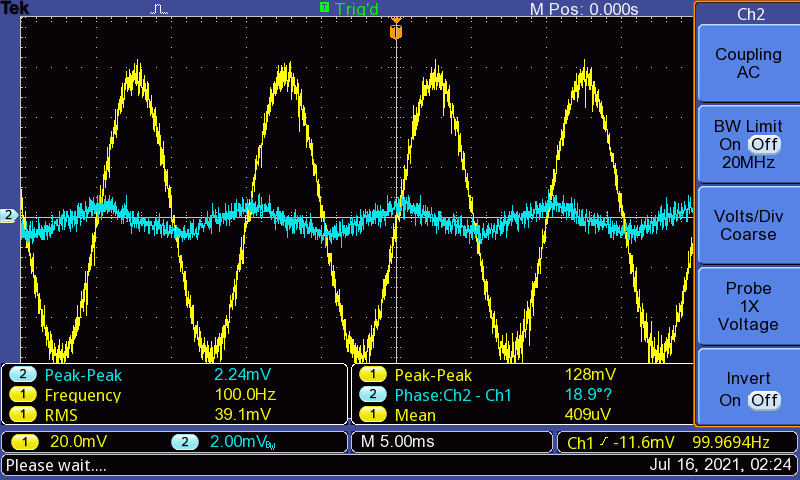 Tek T Trig'd M Pos: 0.000s
T
Ch2
Coupling
AC
BW Limit
On Off
20MHz
Volts/Div
Coarse
Probe
1X
Voltage
Invert
On Off
2
2 Peak-Peak 2.24mV
1 Frequency 100.0Hz
1 RMS 39.1mV
1 Peak-Peak 128mV
2 Phase:Ch2 - Ch1 18.9°?
1 Mean 409uV
1 20.0mV 2 2.00mVBw M 5.00ms Ch1 -11.6mV 99.9694Hz
Please wait.... Jul 16, 2021, 02:24